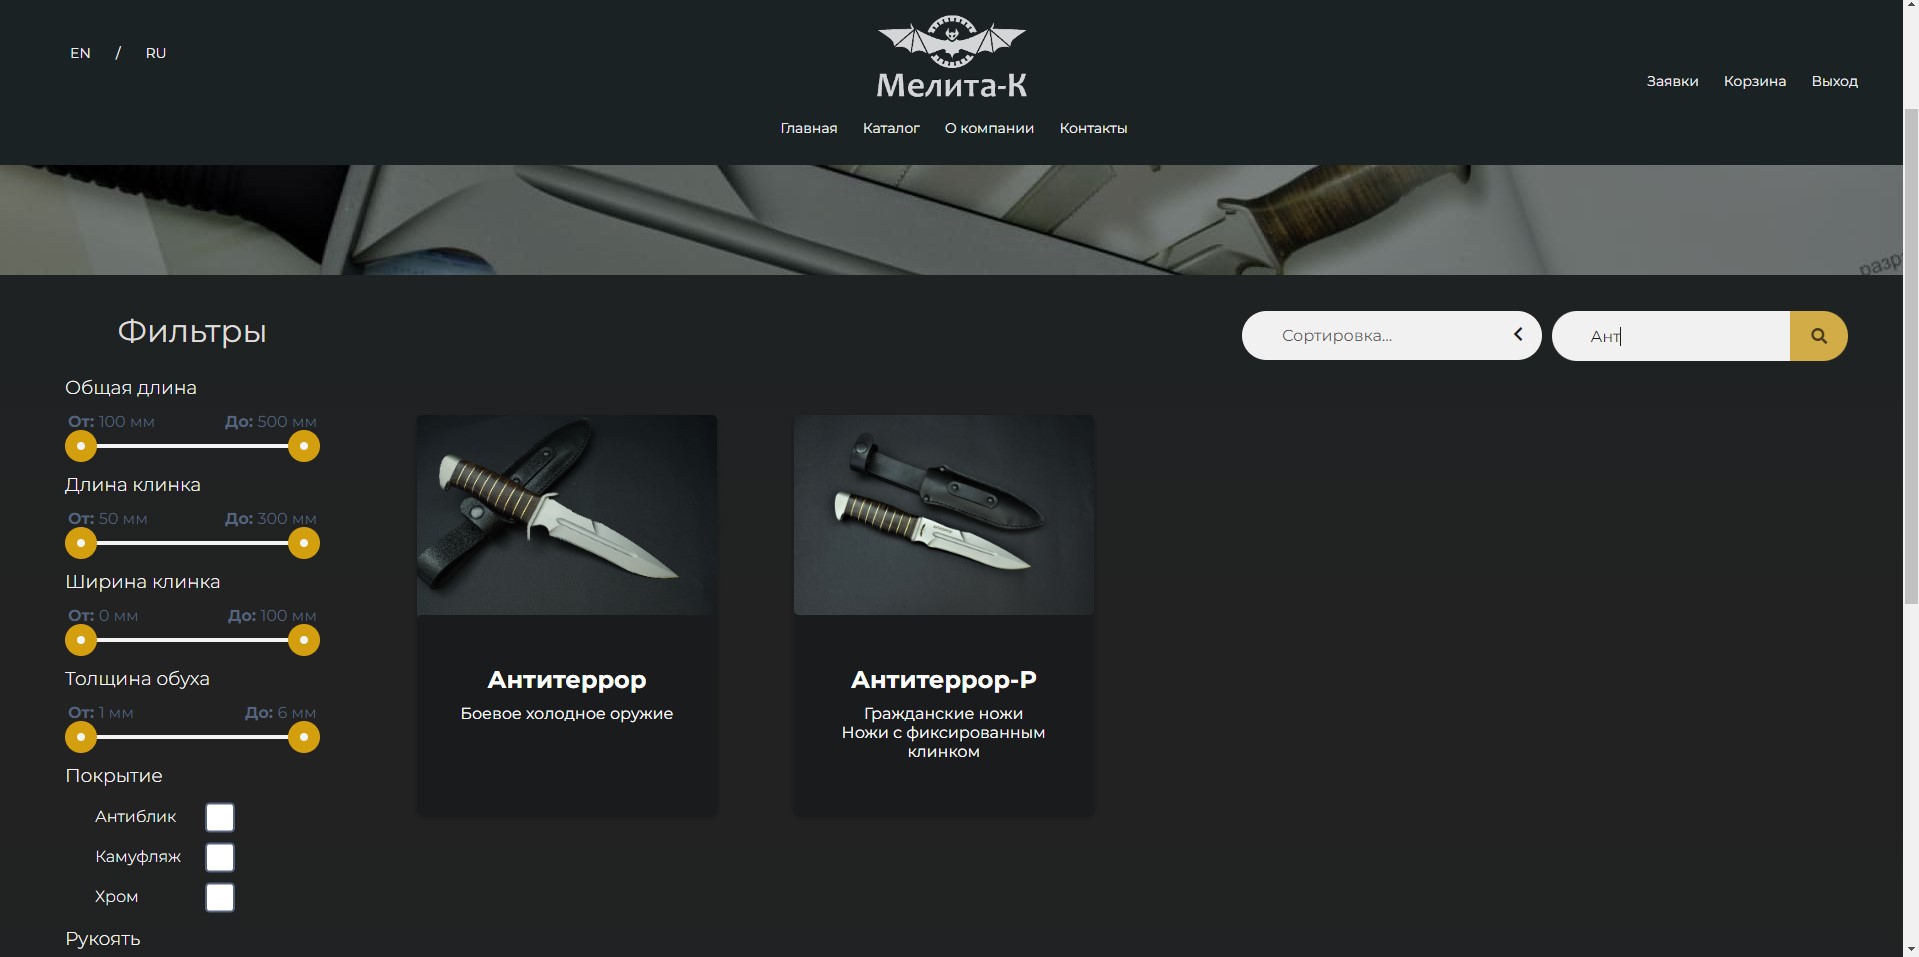 EN / RU
Мелита-К
Заявки Корзина Выход
Главная Каталог О компании Контакты
разр
Фильтры
Сортировка...
Ант
Общая длина
От: 100 мм До: 500 мм
Длина клинка
От: 50 мм До: 300 мм
Ширина клинка
От: 0 мм До: 100 мм
Толщина обуха
От: 1 мм До: 6 мм
Покрытие
Антиблик
Камуфляж
Хром
Рукоять
Антитеррор
Боевое холодное оружие
Антитеррор-Р
Гражданские ножи
Ножи с фиксированным
клинком